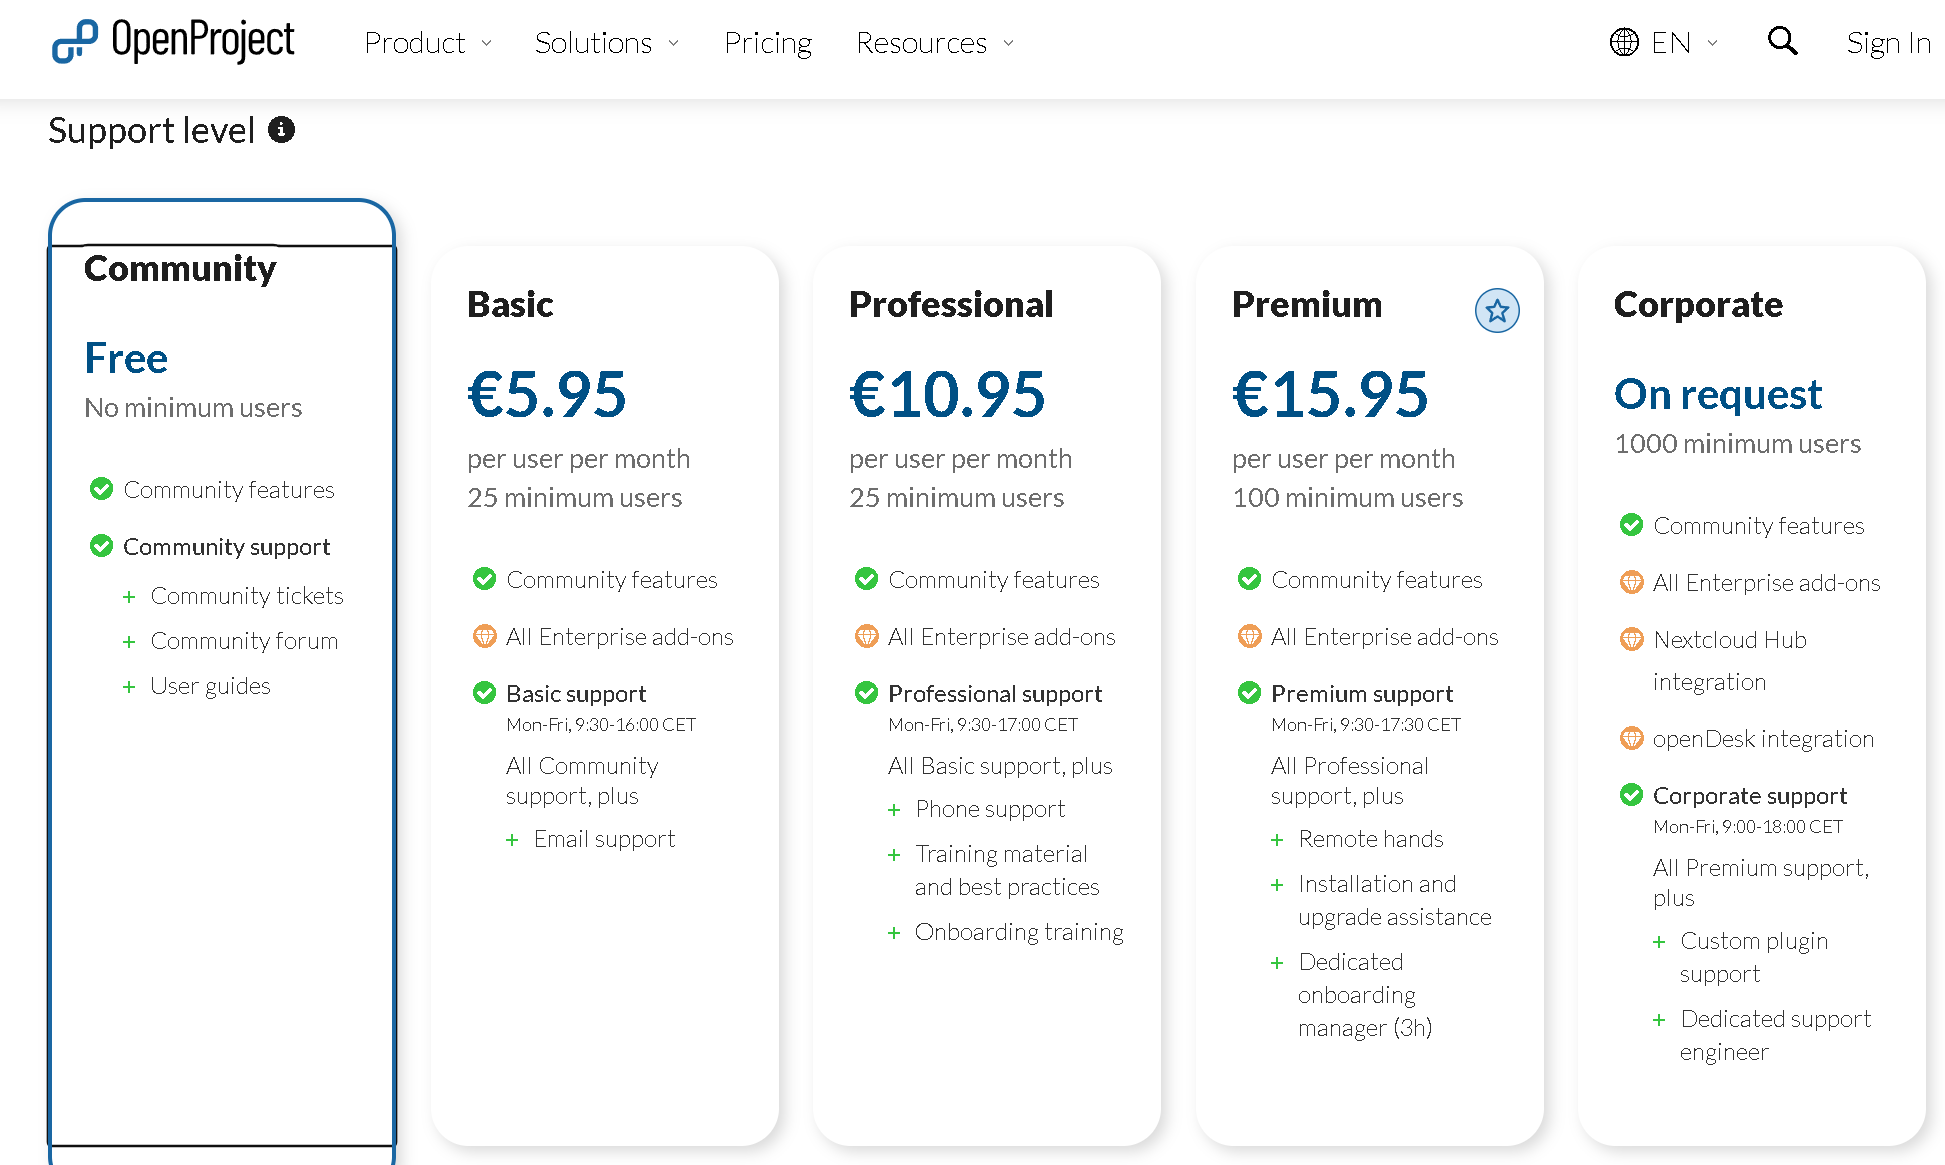 OpenProject
Product
Solutions
Pricing
Resources
EN
Sign In
Support level
Community
Free
No minimum users
Community features
Community support
+ Community tickets
+ Community forum
+ User guides
Basic
€5.95
per user per month
25 minimum users
Community features
All Enterprise add-ons
Basic support
Mon-Fri, 9:30-16:00 CET
All Community
support, plus
+ Email support
Professional
€10.95
per user per month
25 minimum users
Community features
All Enterprise add-ons
Professional support
Mon-Fri, 9:30-17:00 CET
All Basic support, plus
+ Phone support
+ Training material
and best practices
+ Onboarding training
Premium
€15.95
per user per month
100 minimum users
Community features
All Enterprise add-ons
Premium support
Mon-Fri, 9:30-17:30 CET
All Professional
support, plus
+ Remote hands
+ Installation and
upgrade assistance
+ Dedicated
onboarding
manager (3h)
Corporate
On request
1000 minimum users
Community features
All Enterprise add-ons
Nextcloud Hub
integration
openDesk integration
Corporate support
Mon-Fri, 9:00-18:00 CET
All Premium support,
plus
+ Custom plugin
support
+ Dedicated support
engineer